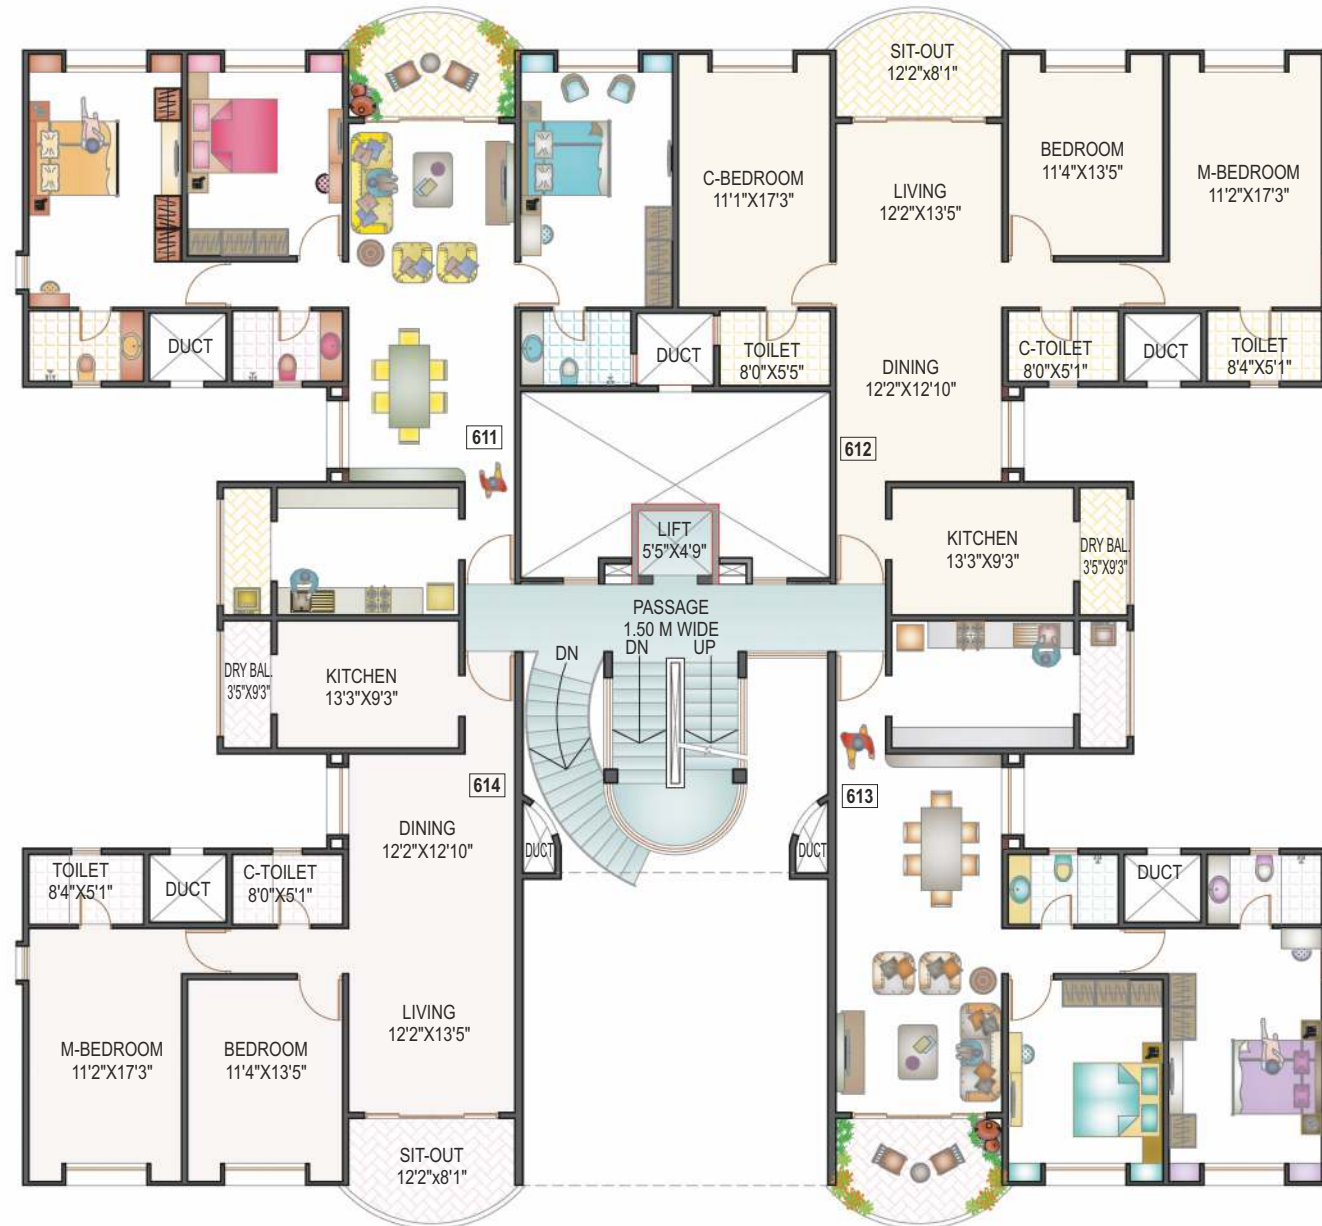 SIT-OUT
12'2"x8'1"
C-BEDROOM
11'1"X17'3"
LIVING
12'2"X13'5"
BEDROOM
11'4"X13'5"
M-BEDROOM
11'2"X17'3"
DUCT
DUCT
TOILET
8'0"X5'5"
DINING
12'2"X12'10"
C-TOILET
8'0"X5'1"
DUCT
TOILET
8'4"X5'1"
611
612
LIFT
5'5"X4'9"
KITCHEN
13'3"X9'3"
DRY BAL.
3'5"X9'3"
PASSAGE
1.50 M WIDE
DN
DN
UP
DRY BAL.
3'5"X9'3"
KITCHEN
13'3"X9'3"
614
613
DINING
12'2"X12'10"
DUCT
DUCT
TOILET
8'4"X5'1"
DUCT
C-TOILET
8'0"X5'1"
DUCT
LIVING
12'2"X13'5"
M-BEDROOM
11'2"X17'3"
BEDROOM
11'4"X13'5"
SIT-OUT
12'2"x8'1"